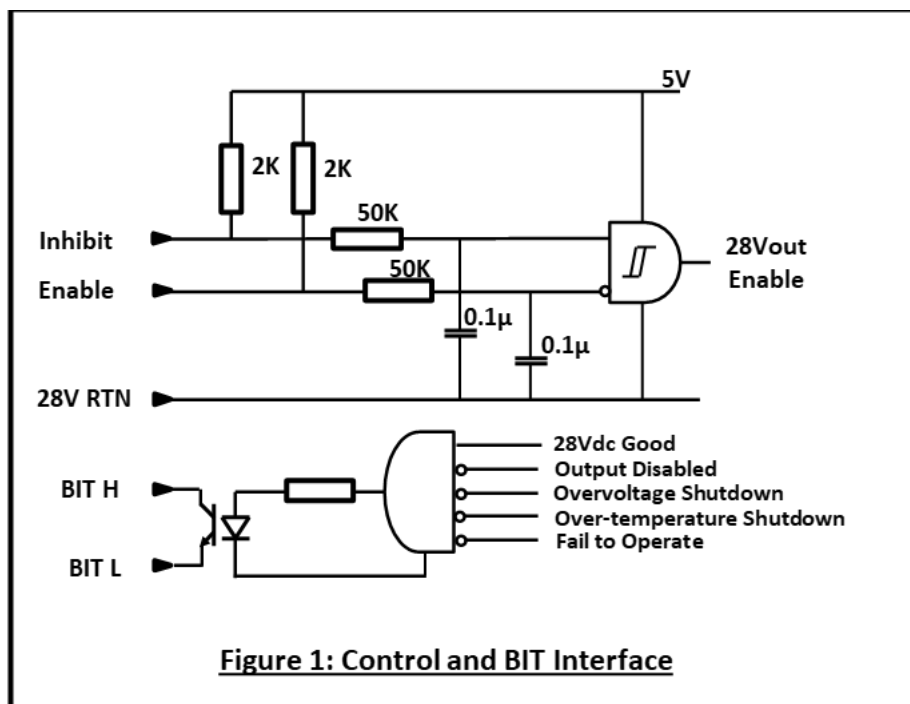 5V
2K
2K
50K
Inhibit
28Vout
Enable
50K
Enable
0.1µ
0.1µ
28V RTN
28Vdc Good
Output Disabled
BIT H
Overvoltage Shutdown
Over-temperature Shutdown
Fail to Operate
BIT L
Figure 1: Control and BIT Interface